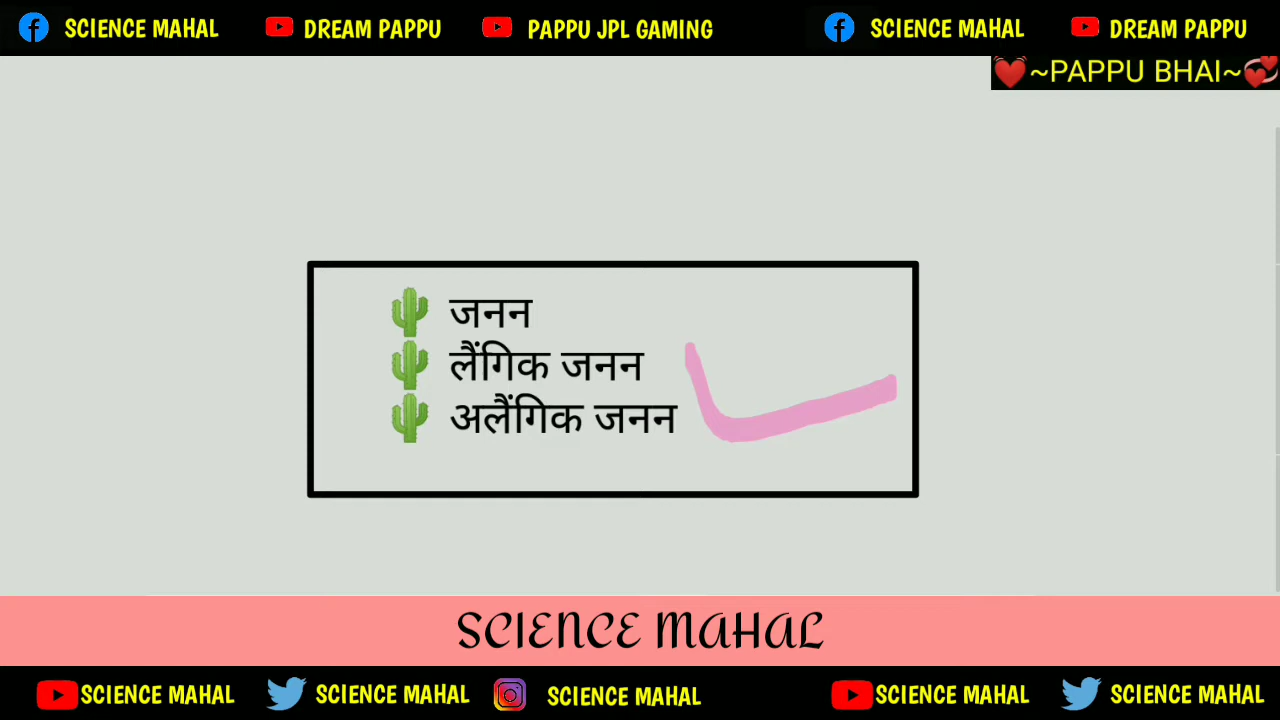 SCIENCE MAHAL DREAM PAPPU PAPPU JPL GAMING SCIENCE MAHAL DREAM PAPPU
~PAPPU BHAI~
जनन
लैंगिक जनन
अलैंगिक जनन
SCIENCE MAHAL
SCIENCE MAHAL SCIENCE MAHAL SCIENCE MAHAL SCIENCE MAHAL SCIENCE MAHAL